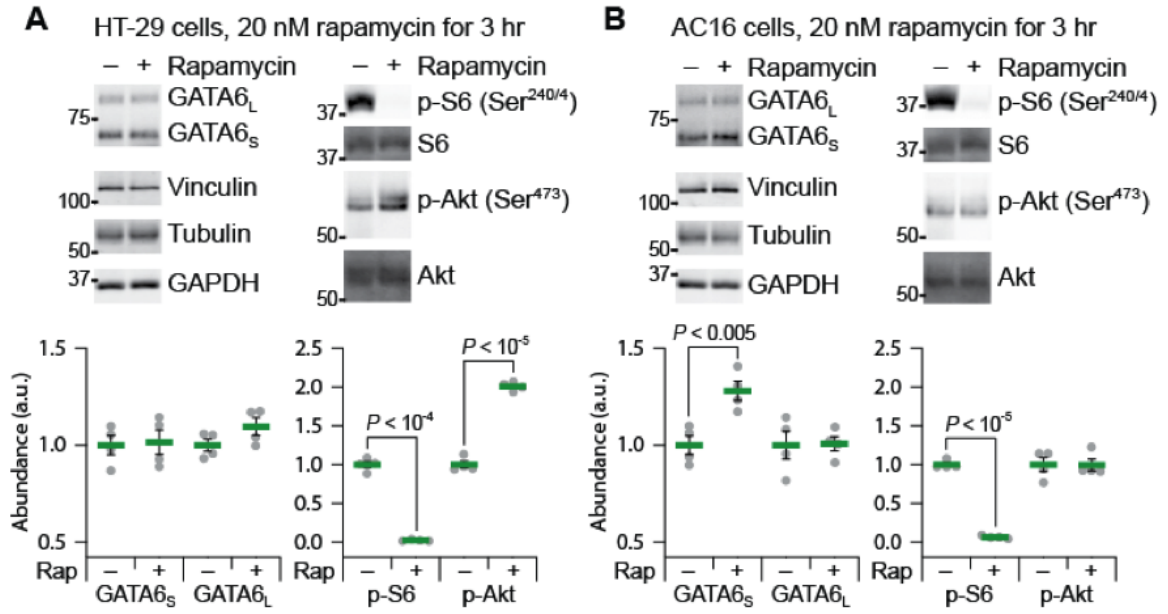 A HT-29 cells, 20 nM rapamycin for 3 hr
– + Rapamycin
GATA6L
75
GATA6S
Vinculin
100
Tubulin
50
37
GAPDH
– + Rapamycin
37 p-S6 (Ser240/4)
S6
37
p-Akt (Ser473)
50
Akt
50
B AC16 cells, 20 nM rapamycin for 3 hr
– + Rapamycin
GATA6L
75
GATA6S
Vinculin
100
Tubulin
50
37
GAPDH
– + Rapamycin
37 p-S6 (Ser240/4)
S6
37
p-Akt (Ser473)
50
Akt
50
Abundance (a.u.)
1.5
1.0
0.5
Rap – + – +
GATA6S GATA6L
2.5
2.0
1.5
1.0
0.5
0.0
P < 10-4
P < 10-5
– + – +
p-S6 p-Akt
Abundance (a.u.)
1.5
1.0
0.5
P < 0.005
Rap – + – +
GATA6S GATA6L
2.5
2.0
1.5
1.0
0.5
0.0
P < 10-5
– + – +
p-S6 p-Akt